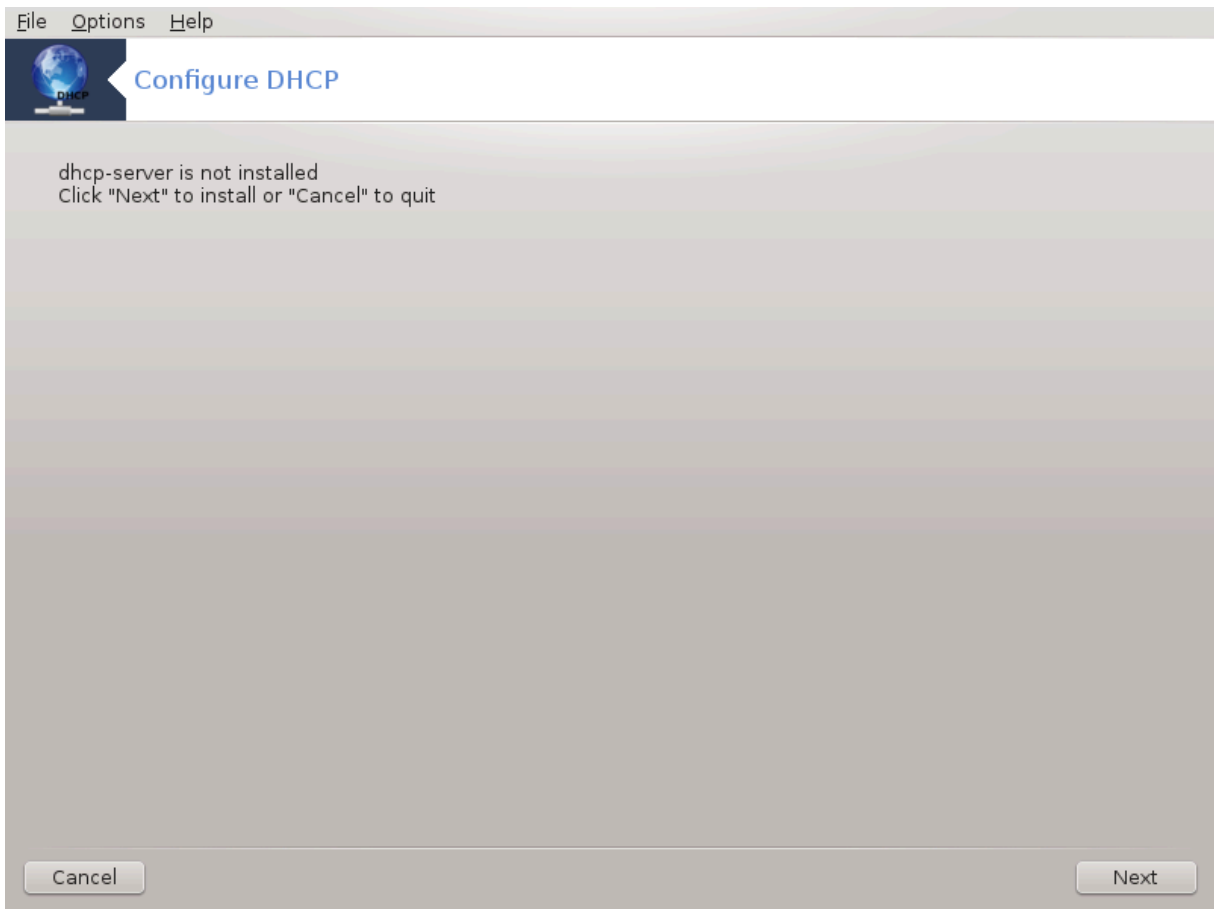 File Options Help
DHCP
Configure DHCP
dhcp-server is not installed
Click "Next" to install or "Cancel" to quit
Cancel Next